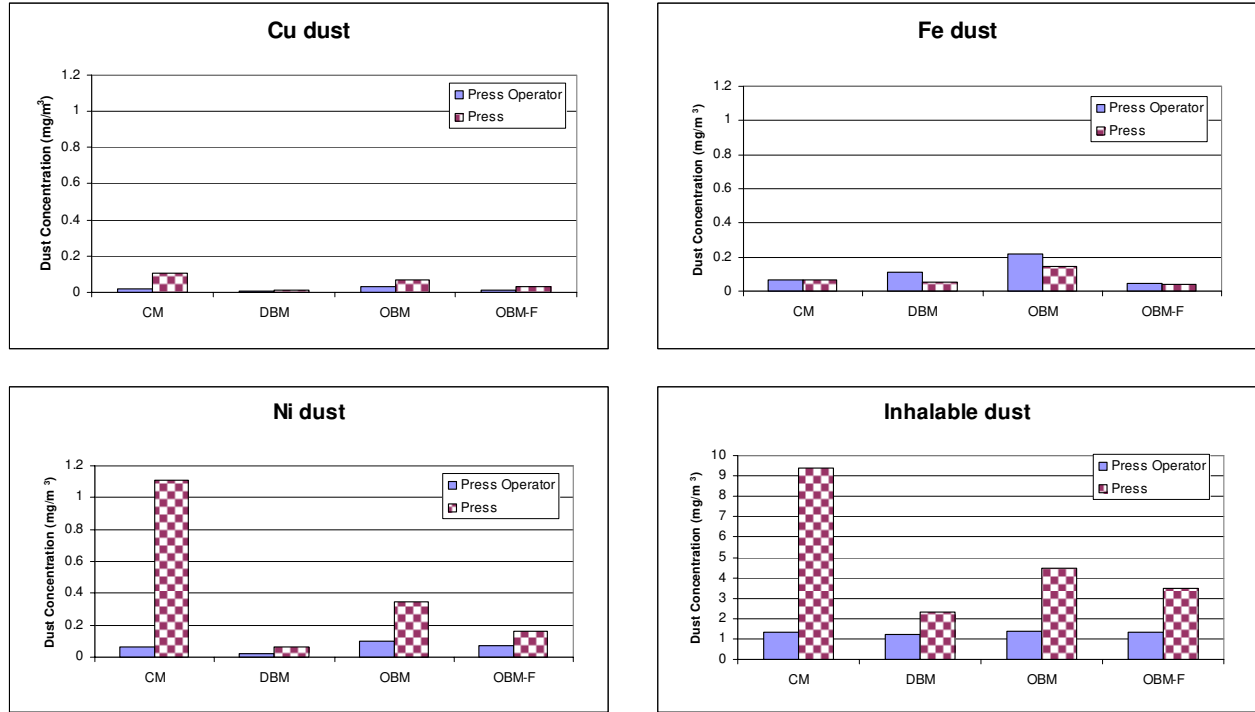 Cu dust
Dust Concentration (mg/m³)
1.2
1
0.8
0.6
0.4
0.2
0
Press Operator
Press
CM
DBM
OBM
OBM-F
Fe dust
Dust Concentration (mg/m ³)
1.2
1
0.8
0.6
0.4
0.2
0
Press Operator
Press
CM
DBM
OBM
OBM-F
Ni dust
Dust Concentration (mg/m ³)
1.2
1
0.8
0.6
0.4
0.2
0
Press Operator
Press
CM
DBM
OBM
OBM-F
Inhalable dust
Dust Concentration (mg/m ³)
10
9
8
7
6
5
4
3
2
1
0
Press Operator
Press
CM
DBM
OBM
OBM-F